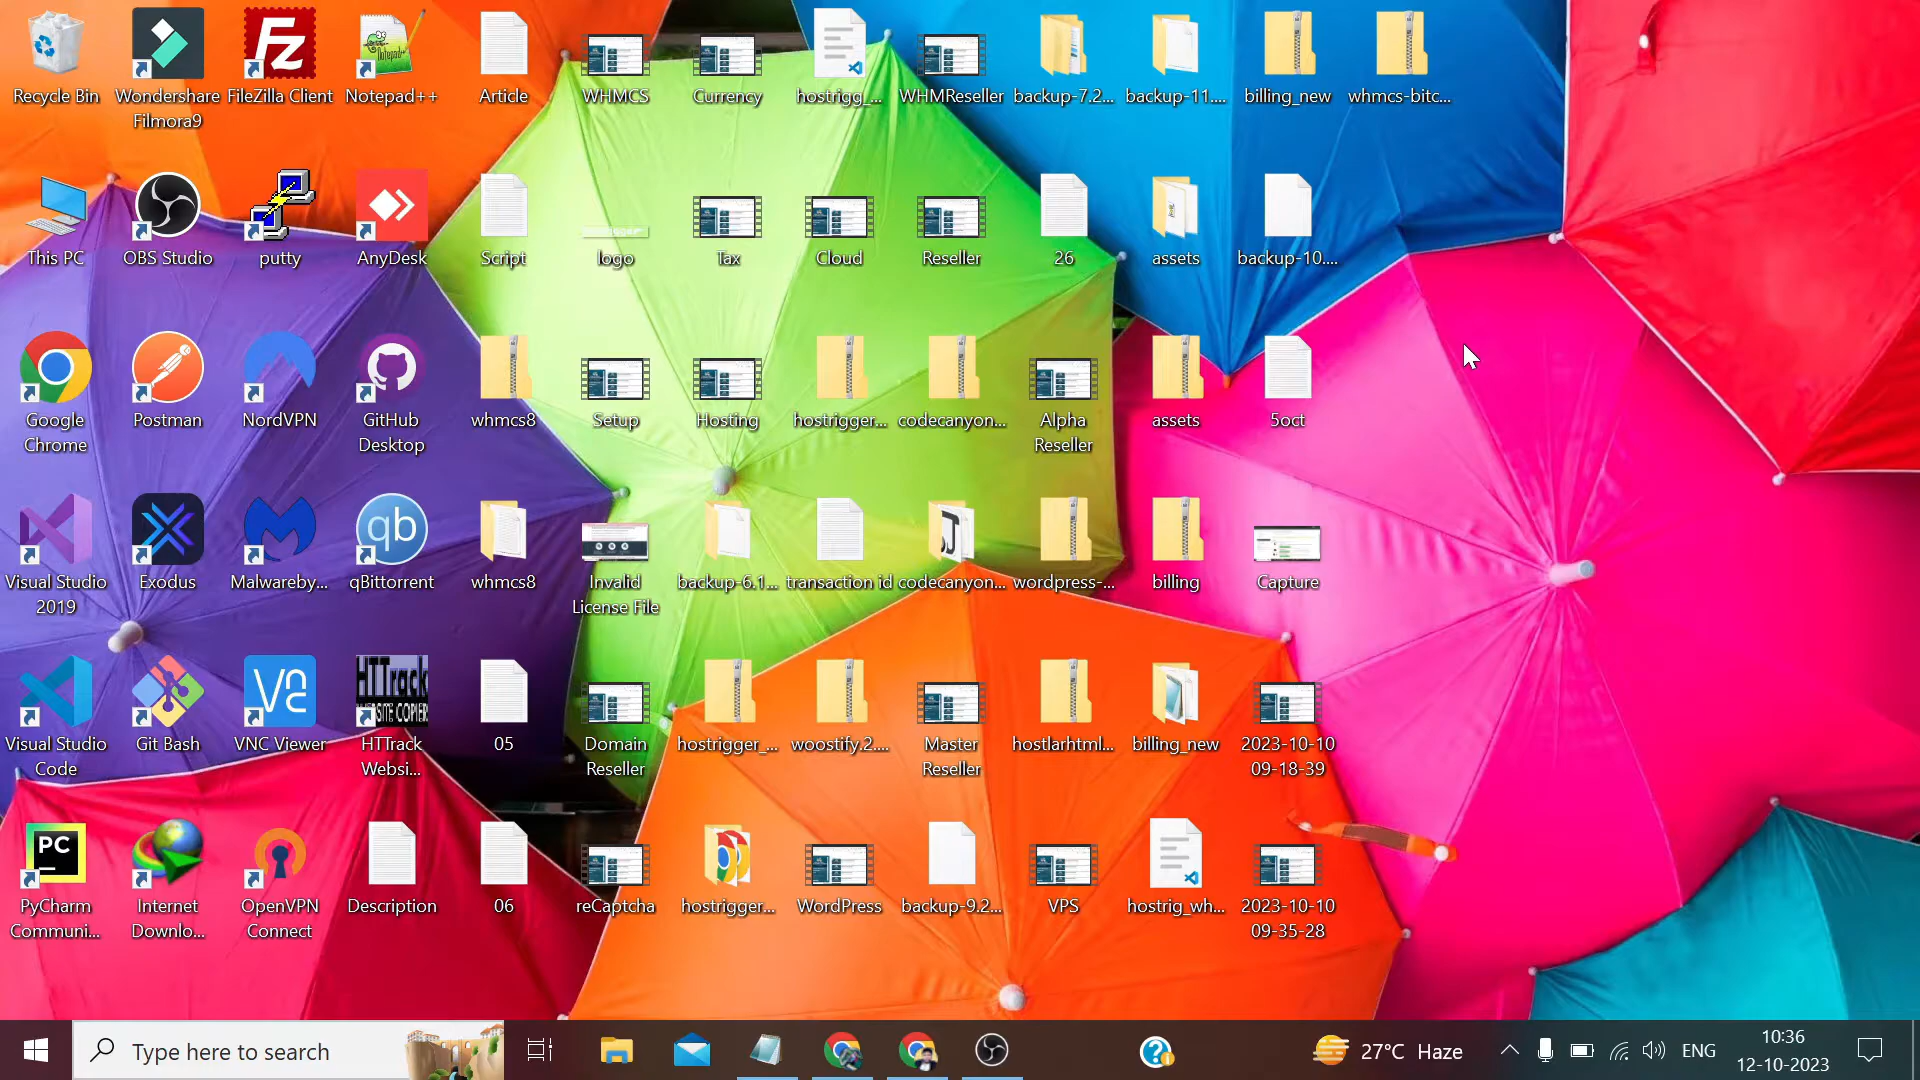 Recycle Bin
Wondershare
Filmora9
FileZilla Client
Notepad++
Article
WHMCS
Currency
hostrigg_...
WHMReseller
backup-7.2...
backup-11....
billing_new
whmcs-bitc...
This PC
OBS Studio
putty
AnyDesk
Script
logo
Tax
Cloud
Reseller
26
assets
backup-10....
Google
Chrome
Postman
NordVPN
GitHub
Desktop
whmcs8
Setup
Hosting
hostrigger...
codecanyon...
Alpha
Reseller
assets
5oct
Visual Studio
2019
Exodus
Malwareby...
qb
qBittorrent
whmcs8
Invalid
License File
backup-6.1...
transaction id
codecanyon...
wordpress-...
billing
Capture
Visual Studio
Code
Git Bash
VNC Viewer
HTTrack
WEBSITE COPIER
HTTrack
Websi...
05
Domain
Reseller
hostrigger_...
woostify.2....
Master
Reseller
hostlarhtml...
billing_new
2023-10-10
09-18-39
PC
PyCharm
Communi...
Internet
Downlo...
OpenVPN
Connect
Description
06
reCaptcha
hostrigger...
WordPress
backup-9.2...
VPS
hostrig_wh...
2023-10-10
09-35-28
Type here to search
27°C Haze
ENG
10:36
12-10-2023